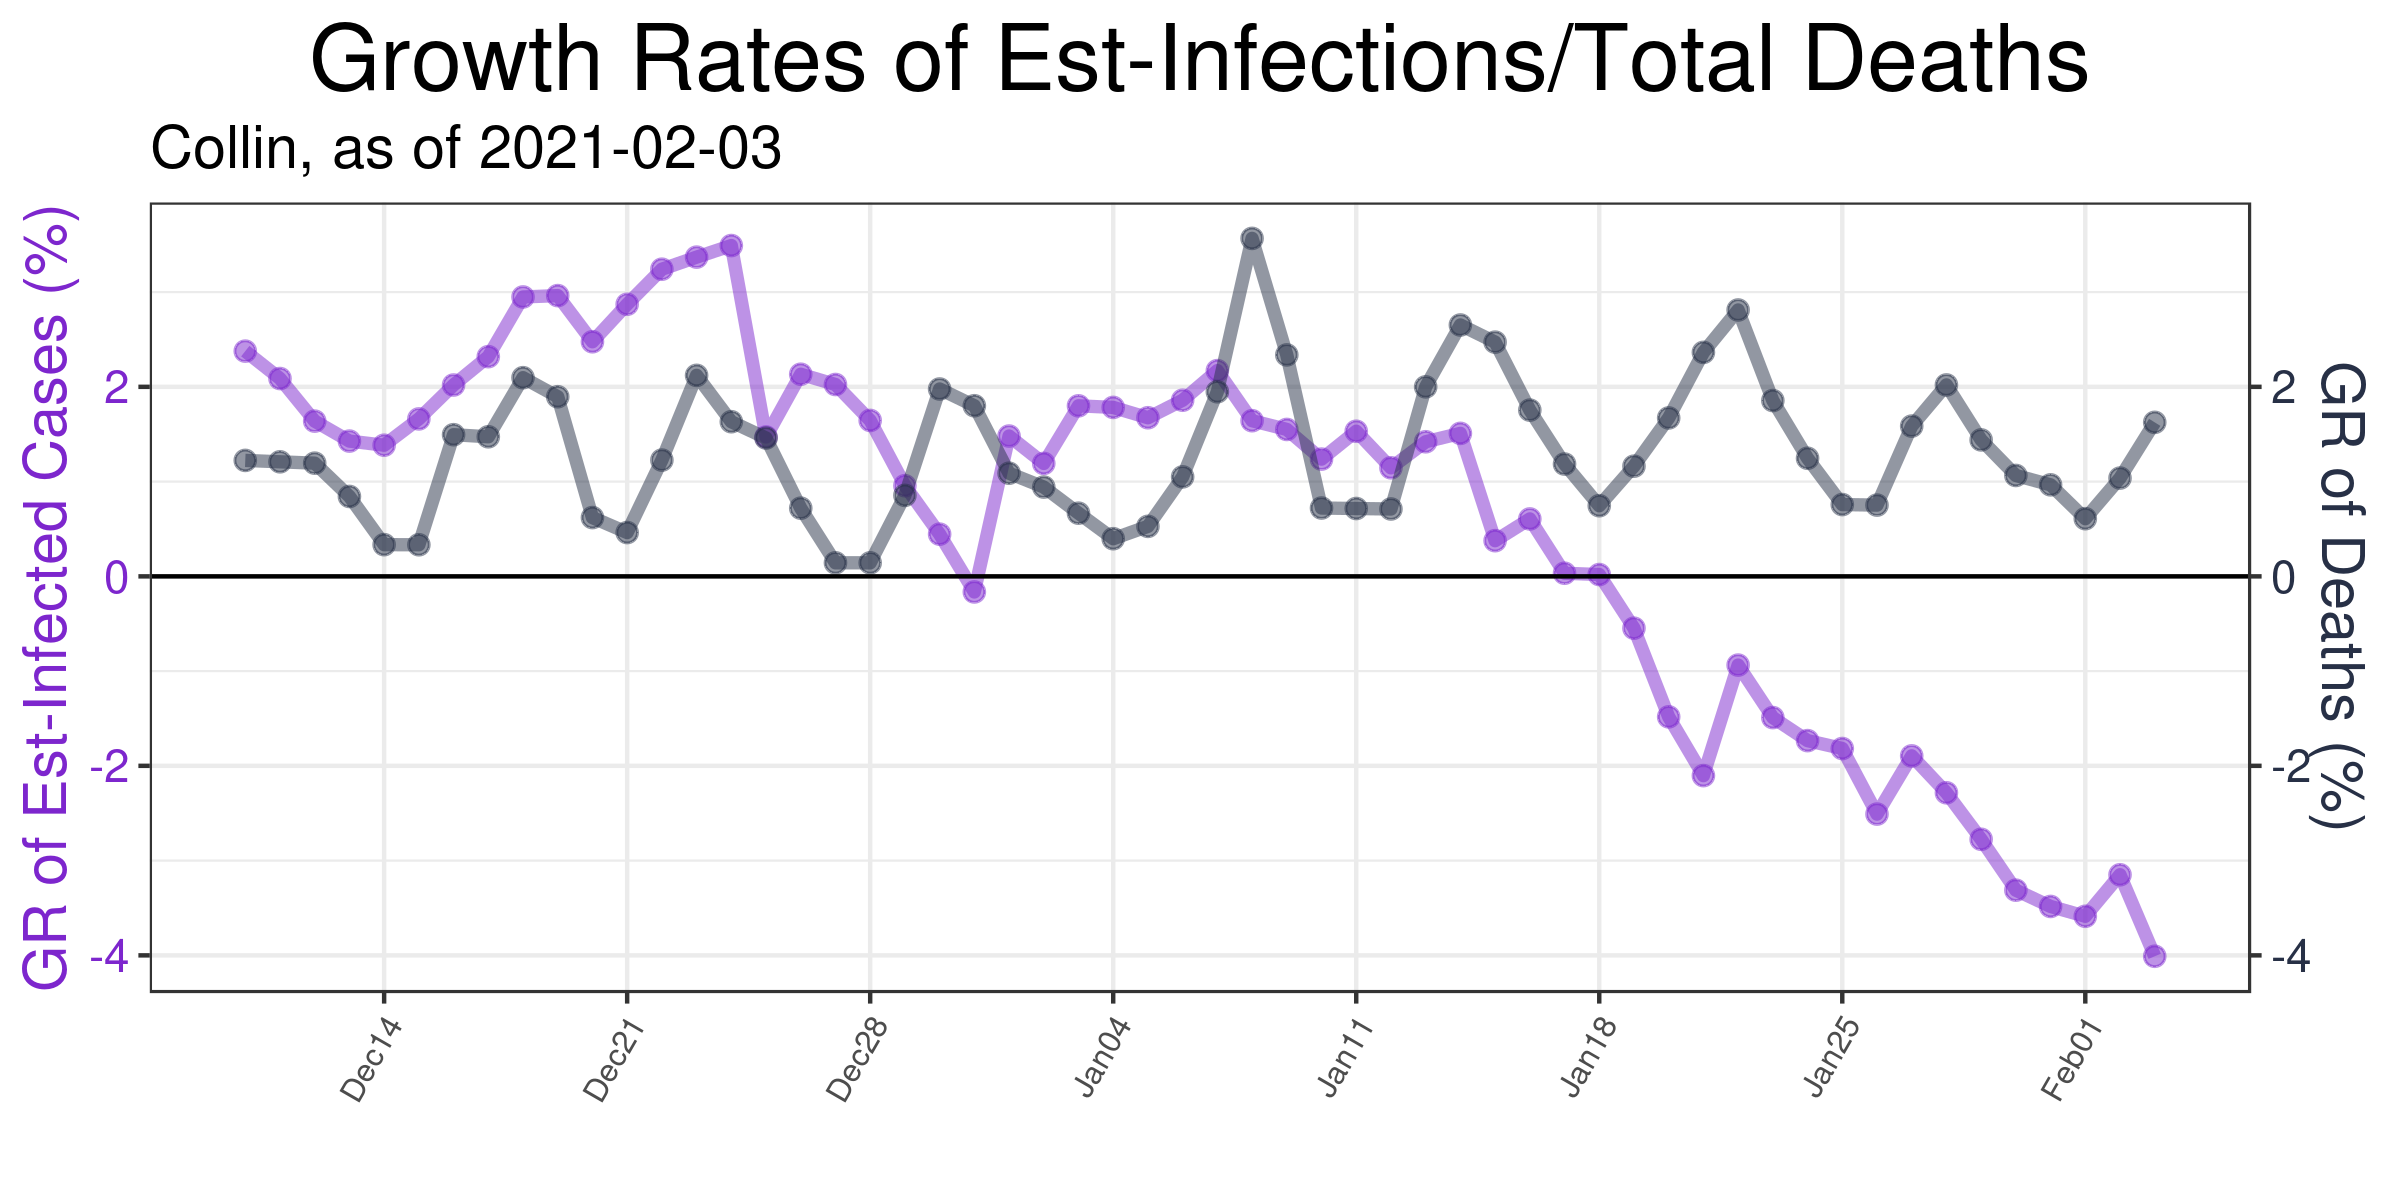 Growth Rates of Est-Infections/Total Deaths
Collin, as of 2021-02-03
GR of Est-Infected Cases (%)
2
0
-2
-4
2
0
-2
-4
GR of Deaths (%)
Dec14
Dec21
Dec28
Jan04
Jan11
Jan18
Jan25
Feb01